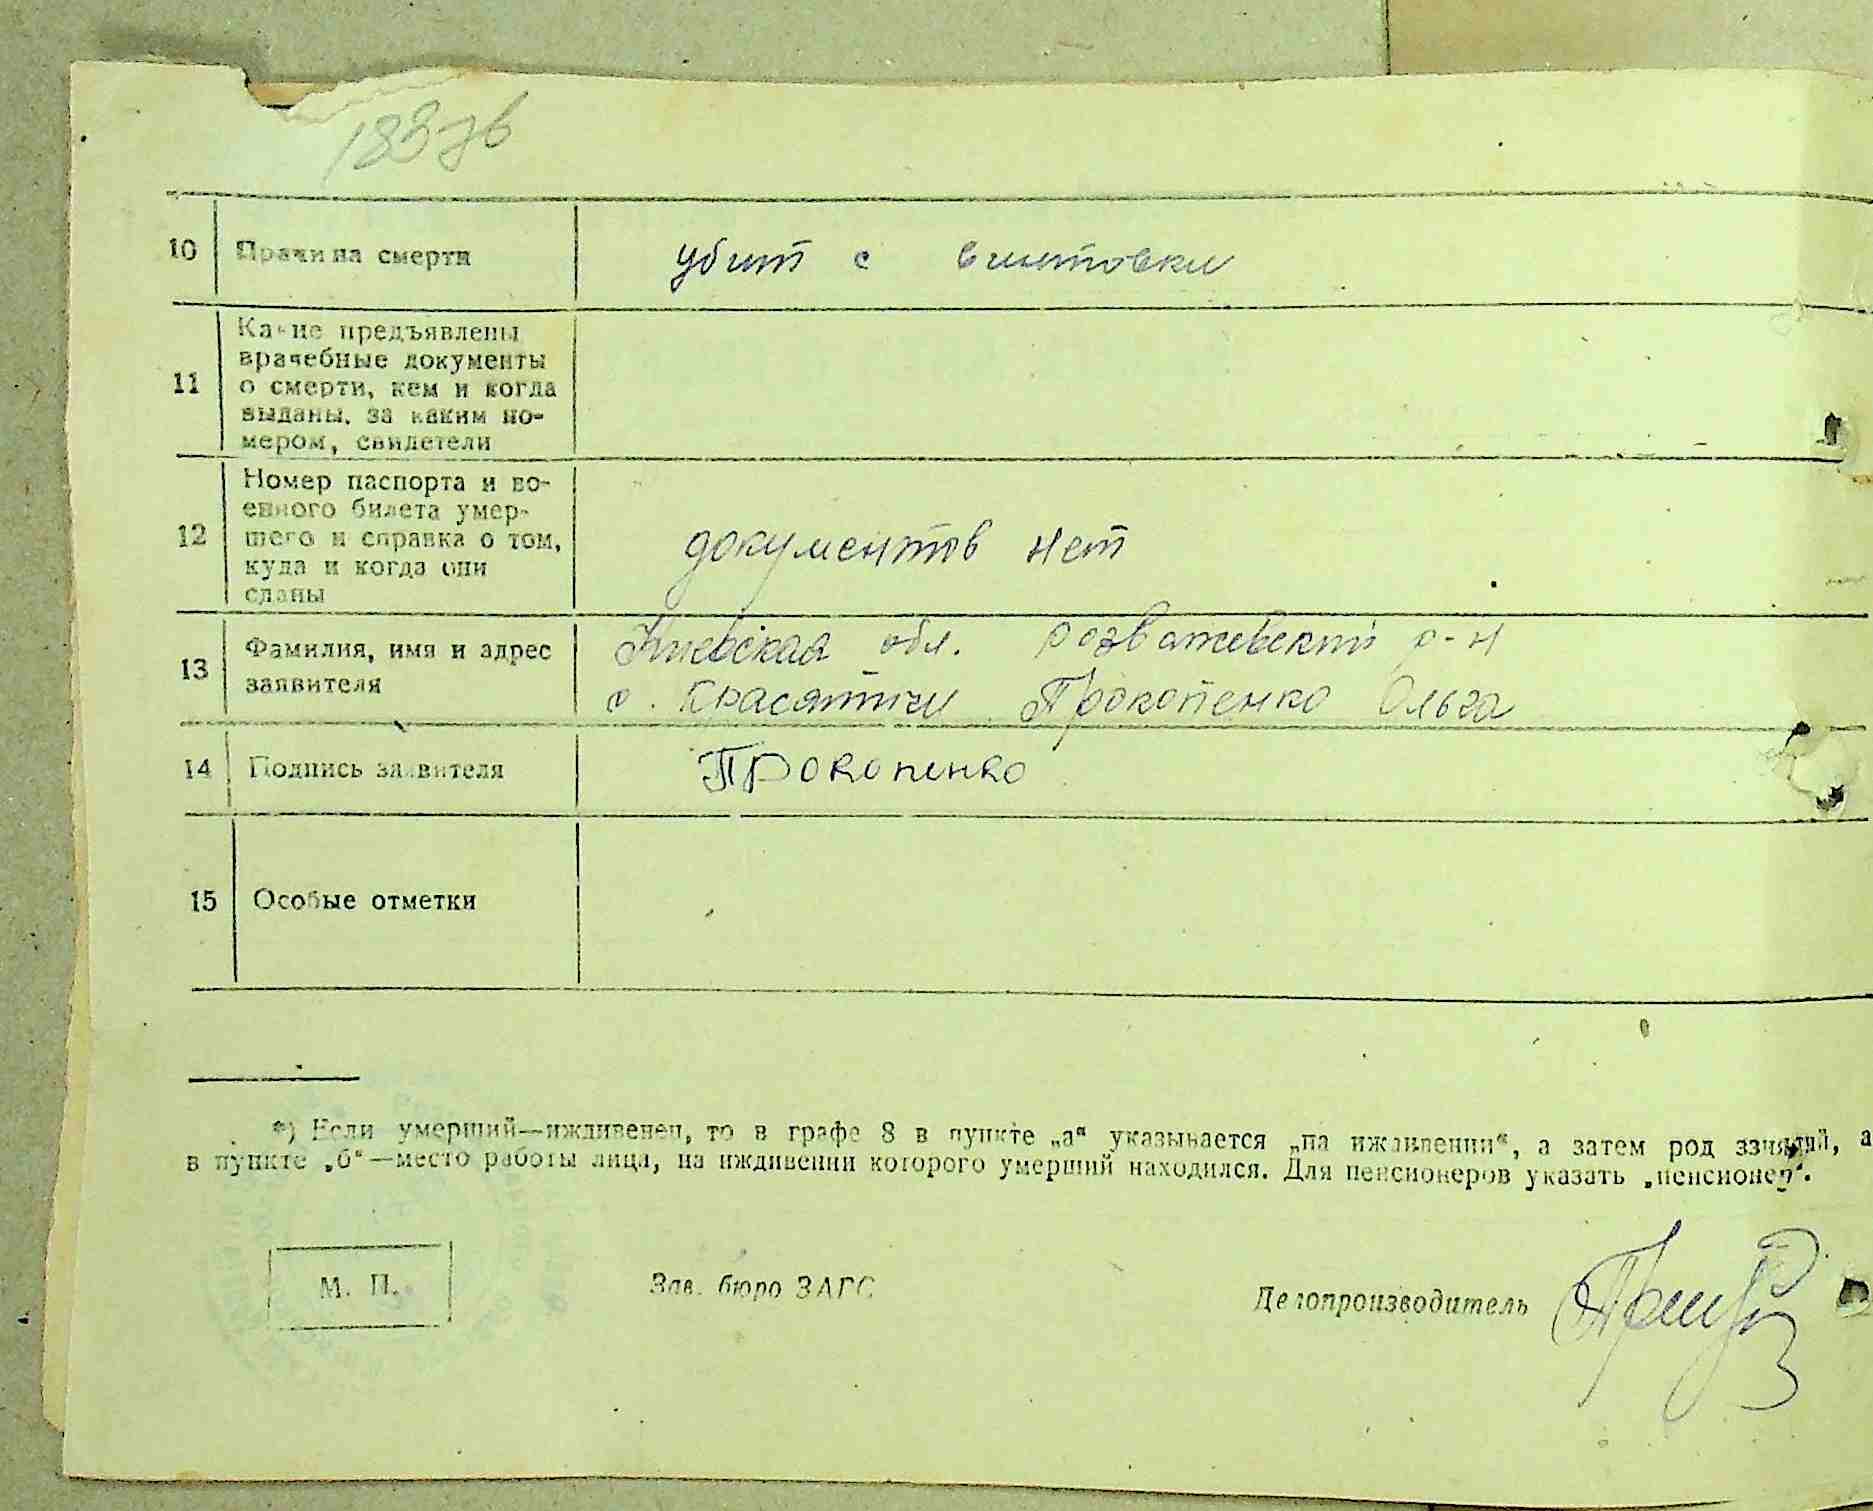 183зв
10 Причина смерти убит с винтовки
11 Какие предъявлены
врачебные документы
о смерти, кем и когда
выданы, за каким но-
мером, свидетели
12 Номер паспорта и во-
енного билета умер-
шего и справка о том,
куда и когда они
сданы
документов нет
13 Фамилия, имя и адрес
заявителя
Киевская обл. розважевский р-н
с. Красятичи Прокопенко Ольга
14 Подпись заявителя Прокопенко
15 Особые отметки
*) Если умерший—иждивенец, то в графе 8 в пункте „а“ указывается „на иждивении“, а затем род занятий, а
в пункте „б“—место работы лица, на иждивении которого умерший находился. Для пенсионеров указать „пенсионер“.
М. П. Зав. бюро ЗАГС Делопроизводитель